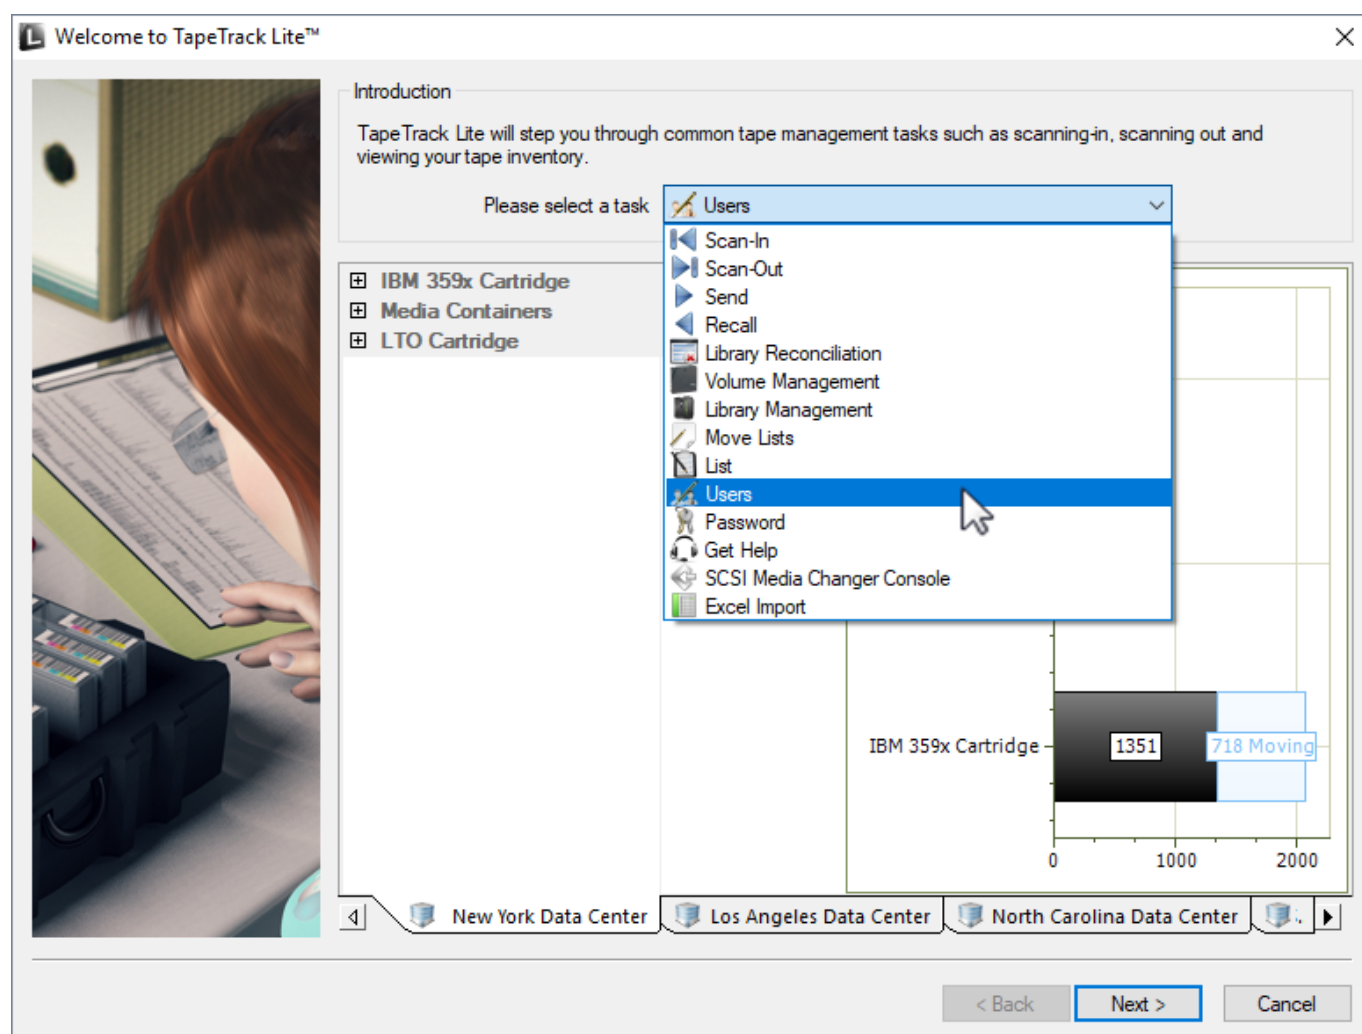 Welcome to TapeTrack Lite™
Introduction
TapeTrack Lite will step you through common tape management tasks such as scanning-in, scanning out and
viewing your tape inventory.
Please select a task
Users
Scan-In
Scan-Out
Send
Recall
Library Reconciliation
Volume Management
Library Management
Move Lists
List
Users
Password
Get Help
SCSI Media Changer Console
Excel Import
IBM 359x Cartridge
Media Containers
LTO Cartridge
IBM 359x Cartridge
1351
718 Moving
0 1000 2000
New York Data Center
Los Angeles Data Center
North Carolina Data Center
< Back
Next >
Cancel